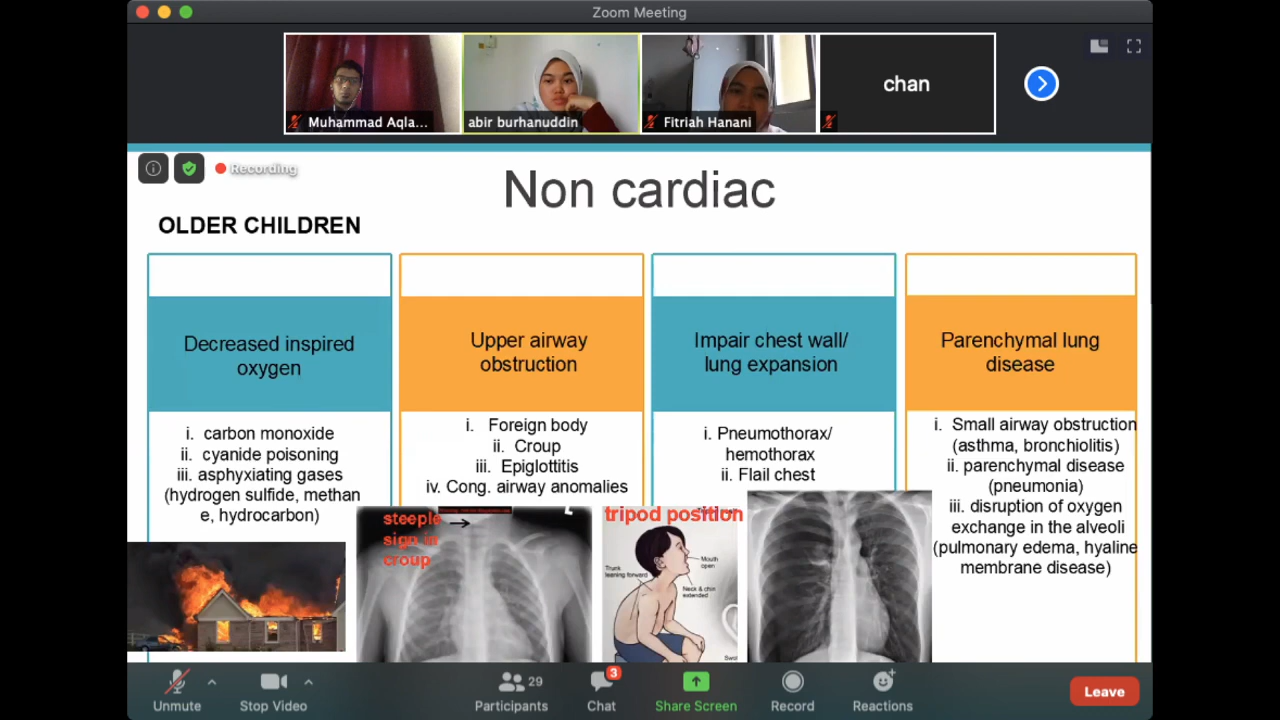 Zoom Meeting
Muhammad Aqla...
abir burhanuddin
Fitriah Hanani
chan
Recording
Non cardiac
OLDER CHILDREN
Decreased inspired
oxygen
i. carbon monoxide
ii. cyanide poisoning
iii. asphyxiating gases
(hydrogen sulfide, methan
e, hydrocarbon)
Upper airway
obstruction
i. Foreign body
ii. Croup
iii. Epiglottitis
iv. Cong. airway anomalies
Impair chest wall/
lung expansion
i. Pneumothorax/
hemothorax
ii. Flail chest
Parenchymal lung
disease
i. Small airway obstruction
(asthma, bronchiolitis)
ii. parenchymal disease
(pneumonia)
iii. disruption of oxygen
exchange in the alveoli
(pulmonary edema, hyaline
membrane disease)
steeple
sign in
croup
L
tripod position
Mouth
open
Trunk
leaning forward
Neck & chin
extended
Unmute
Stop Video
Participants
29
Chat
3
Share Screen
Record
Reactions
Leave